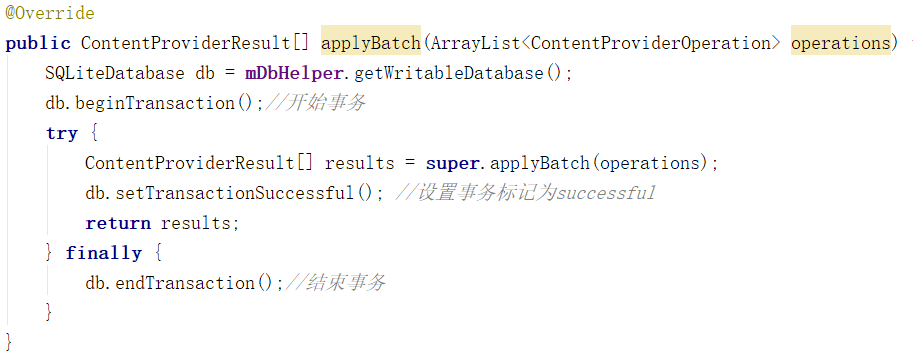 @Override
public ContentProviderResult[] applyBatch(ArrayList<ContentProviderOperation> operations)
    SQLiteDatabase db = mDbHelper.getWritableDatabase();
    db.beginTransaction();//开始事务
    try {
        ContentProviderResult[] results = super.applyBatch(operations);
        db.setTransactionSuccessful(); //设置事务标记为successful
        return results;
    } finally {
        db.endTransaction();//结束事务
    }
}